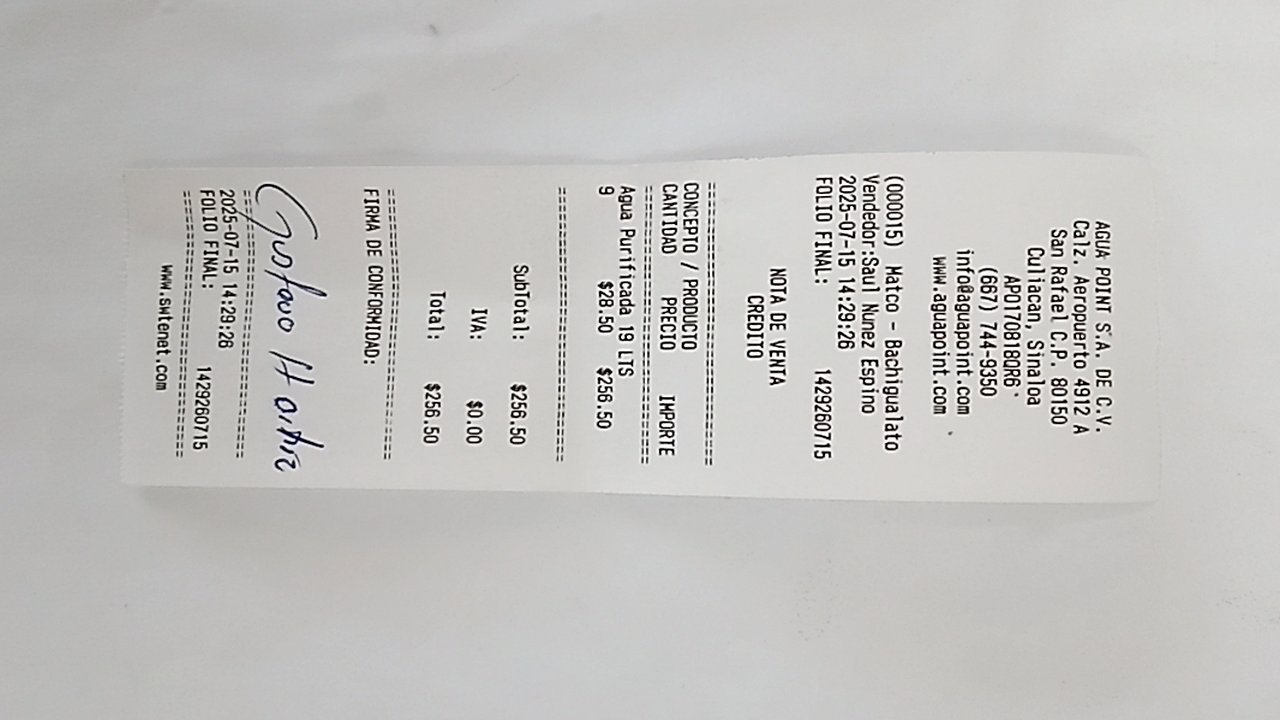 AGUA POINT S.A. DE C.V.
Calz. Aeropuerto 4912 A
San Rafael C.P. 80150
Culiacan, Sinaloa
APO170818QR6
(667) 744-9350
info@aguapoint.com
www.aguapoint.com
(000015) Matco - Bachigualato
Vendedor:Saul Nunez Espino
2025-07-15 14:29:26
FOLIO FINAL: 1429260715
NOTA DE VENTA
CREDITO
CONCEPTO / PRODUCTO
CANTIDAD PRECIO IMPORTE
Agua Purificada 19 LTS
9 $28.50 $256.50
SubTotal: $256.50
IVA: $0.00
Total: $256.50
FIRMA DE CONFORMIDAD:
Gustavo H
2025-07-15 14:29:26
FOLIO FINAL: 1429260715
www.swtenet.com